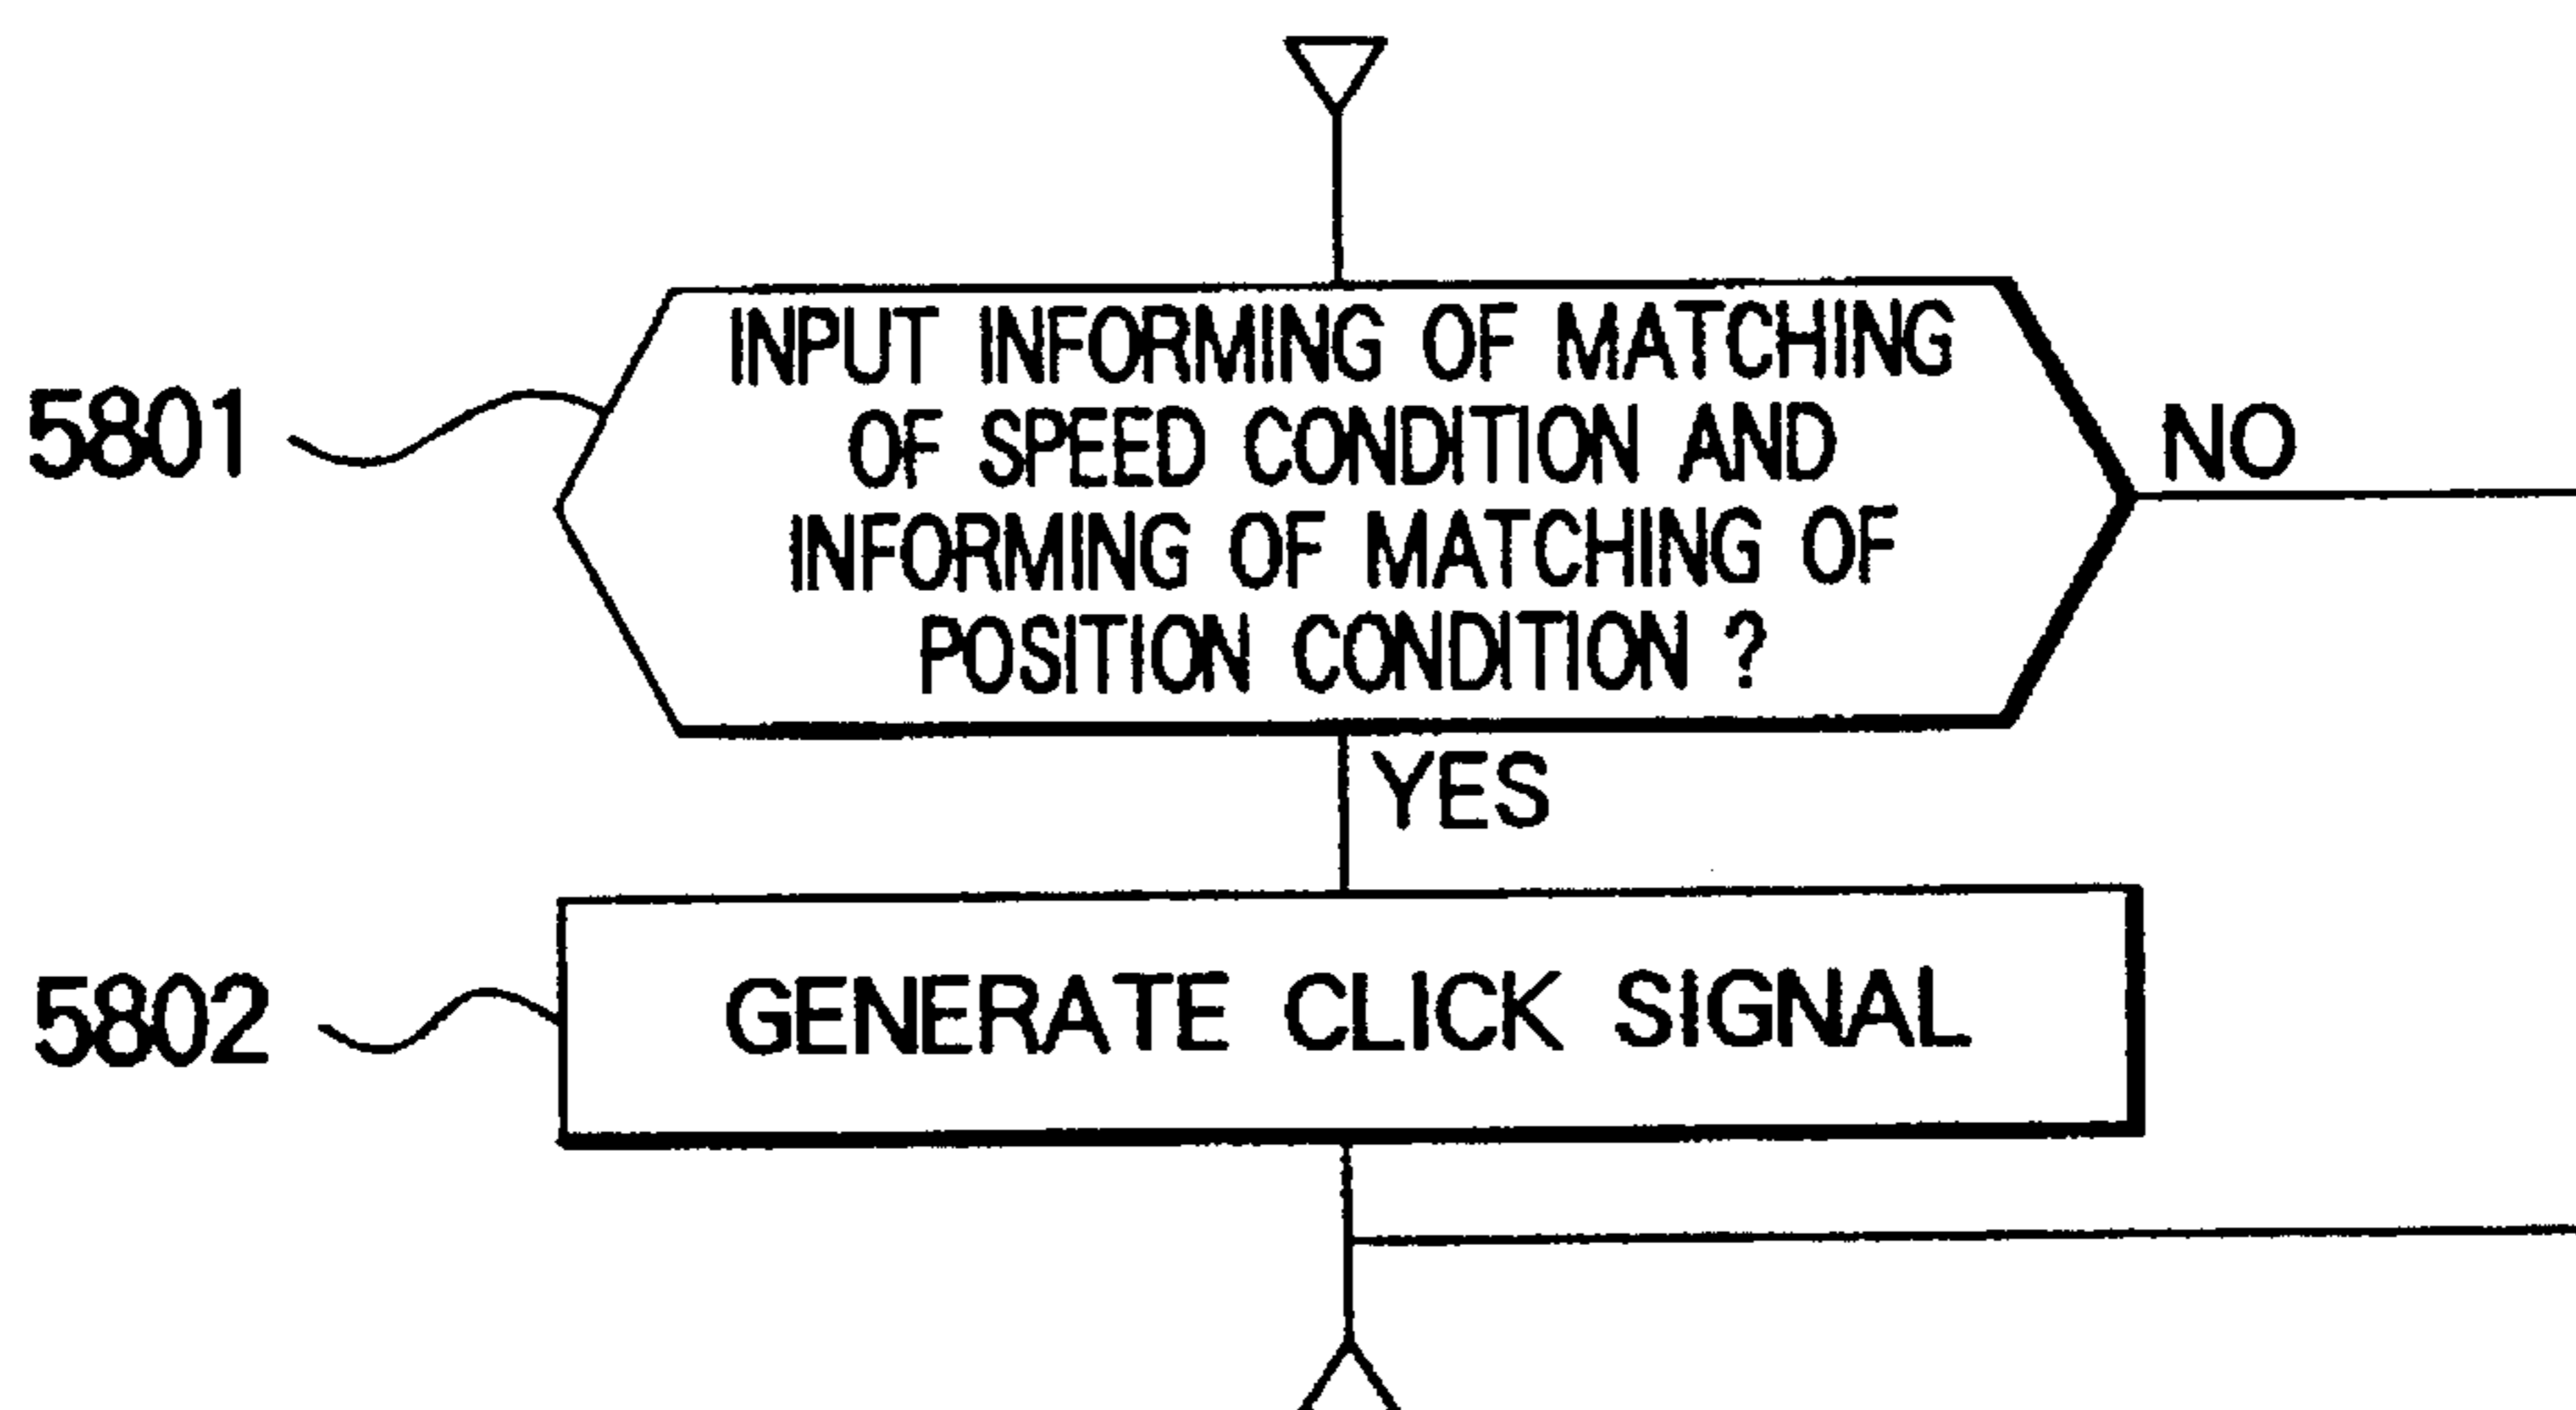 INPUT INFORMING OF MATCHING
OF SPEED CONDITION AND
INFORMING OF MATCHING OF
POSITION CONDITION ?
5801
NO
YES
5802
GENERATE CLICK SIGNAL